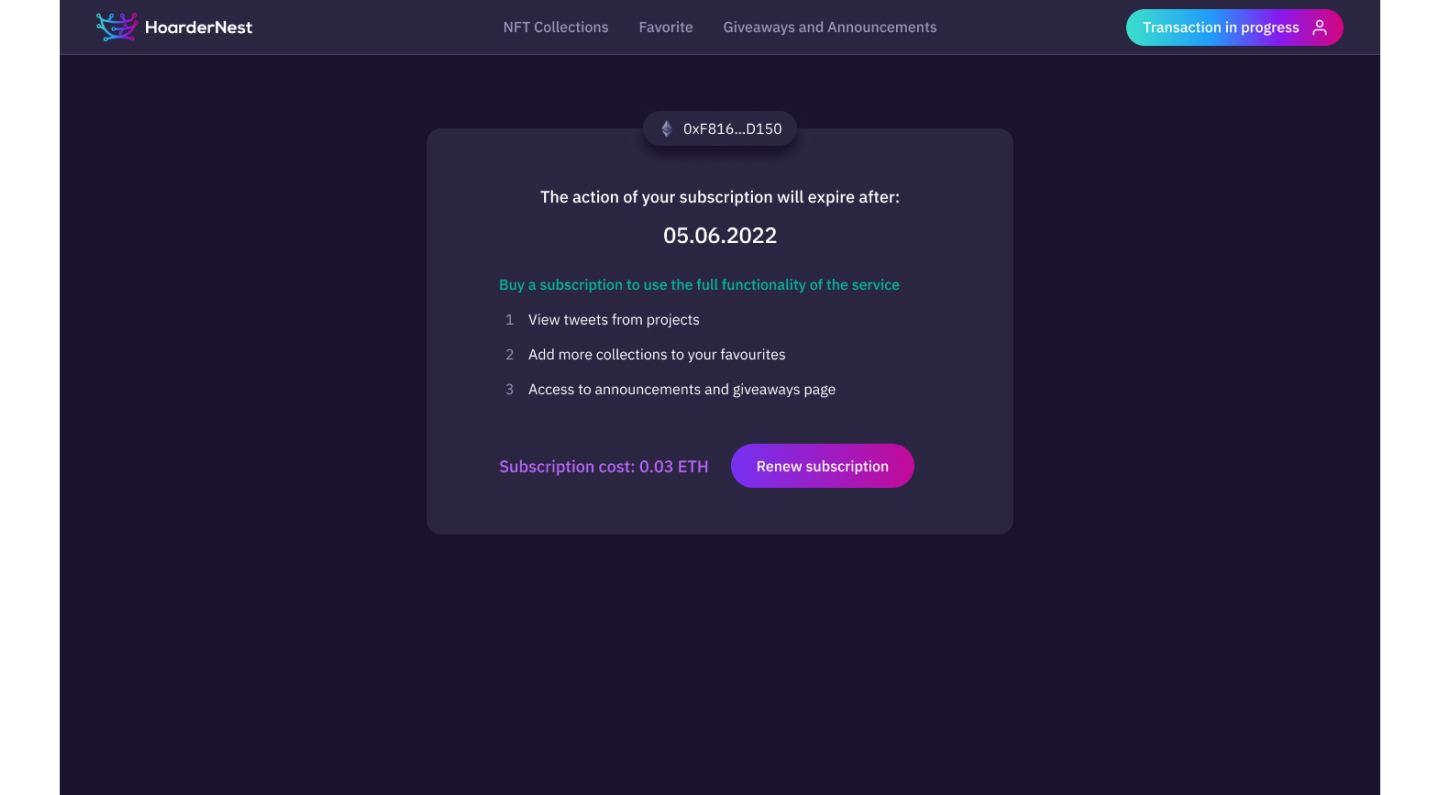 HoarderNest
NFT Collections
Favorite
Giveaways and Announcements
Transaction in progress
0xF816...D150
The action of your subscription will expire after:
05.06.2022
Buy a subscription to use the full functionality of the service
1 View tweets from projects
2 Add more collections to your favourites
3 Access to announcements and giveaways page
Subscription cost: 0.03 ETH
Renew subscription